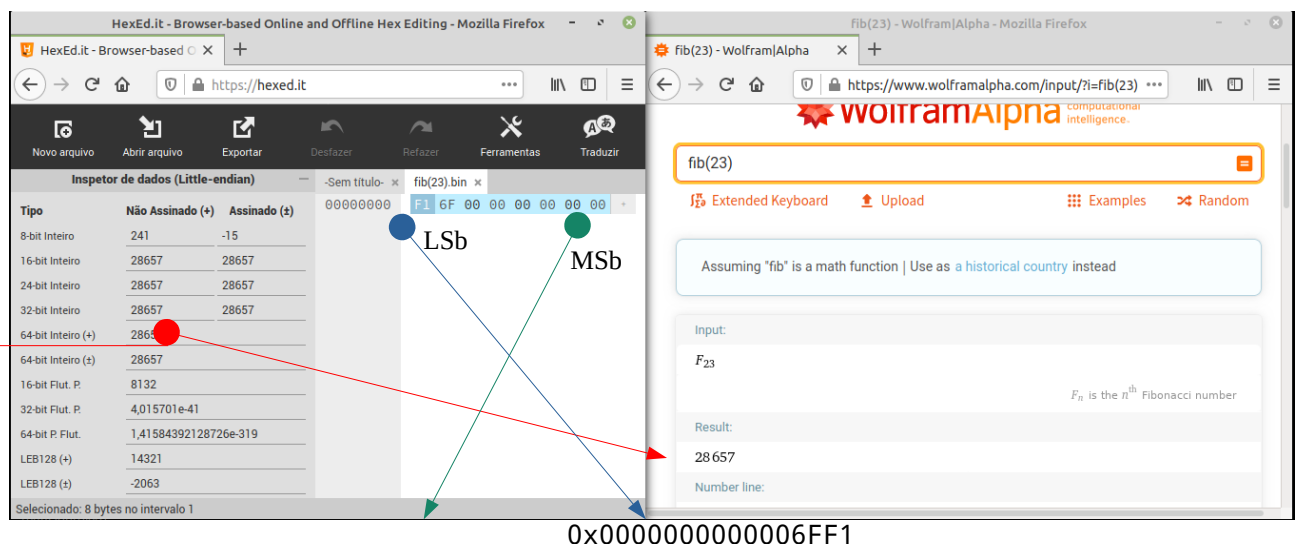 HexEd.it - Browser-based Online and Offline Hex Editing - Mozilla Firefox
HexEd.it - Browser-based O
https://hexed.it
Novo arquivo Abrir arquivo Exportar Desfazer Refazer Ferramentas Traduzir
Inspetor de dados (Little-endian)
-Sem título- × fib(23).bin ×
00000000 F1 6F 00 00 00 00 00 00 +
Tipo Não Assinado (+) Assinado (±)
8-bit Inteiro 241 -15
16-bit Inteiro 28657 28657
24-bit Inteiro 28657 28657
32-bit Inteiro 28657 28657
64-bit Inteiro (+) 2865
64-bit Inteiro (±) 28657
16-bit Flut. P. 8132
32-bit Flut. P. 4,015701e-41
64-bit P. Flut. 1,41584392128726e-319
LEB128 (+) 14321
LEB128 (±) -2063
Selecionado: 8 bytes no intervalo 1
LSb
MSb
fib(23) - Wolfram|Alpha - Mozilla Firefox
fib(23) - Wolfram|Alpha
https://www.wolframalpha.com/input/?i=fib(23)
WolframAlpha computational
intelligence.
fib(23)
Extended Keyboard Upload Examples Random
Assuming "fib" is a math function | Use as a historical country instead
Input:
F23
Fn is the nth Fibonacci number
Result:
28 657
Number line:
0x0000000000006FF1